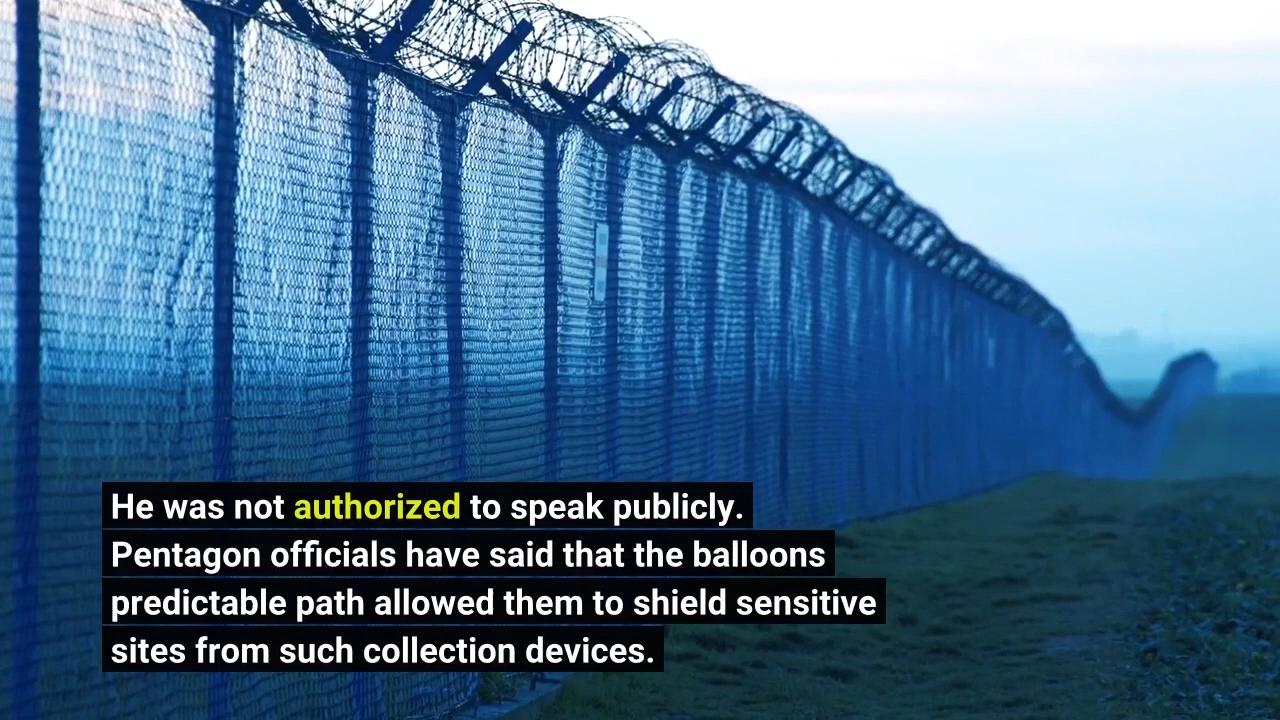 He was not authorized to speak publicly.
Pentagon officials have said that the balloons
predictable path allowed them to shield sensitive
sites from such collection devices.